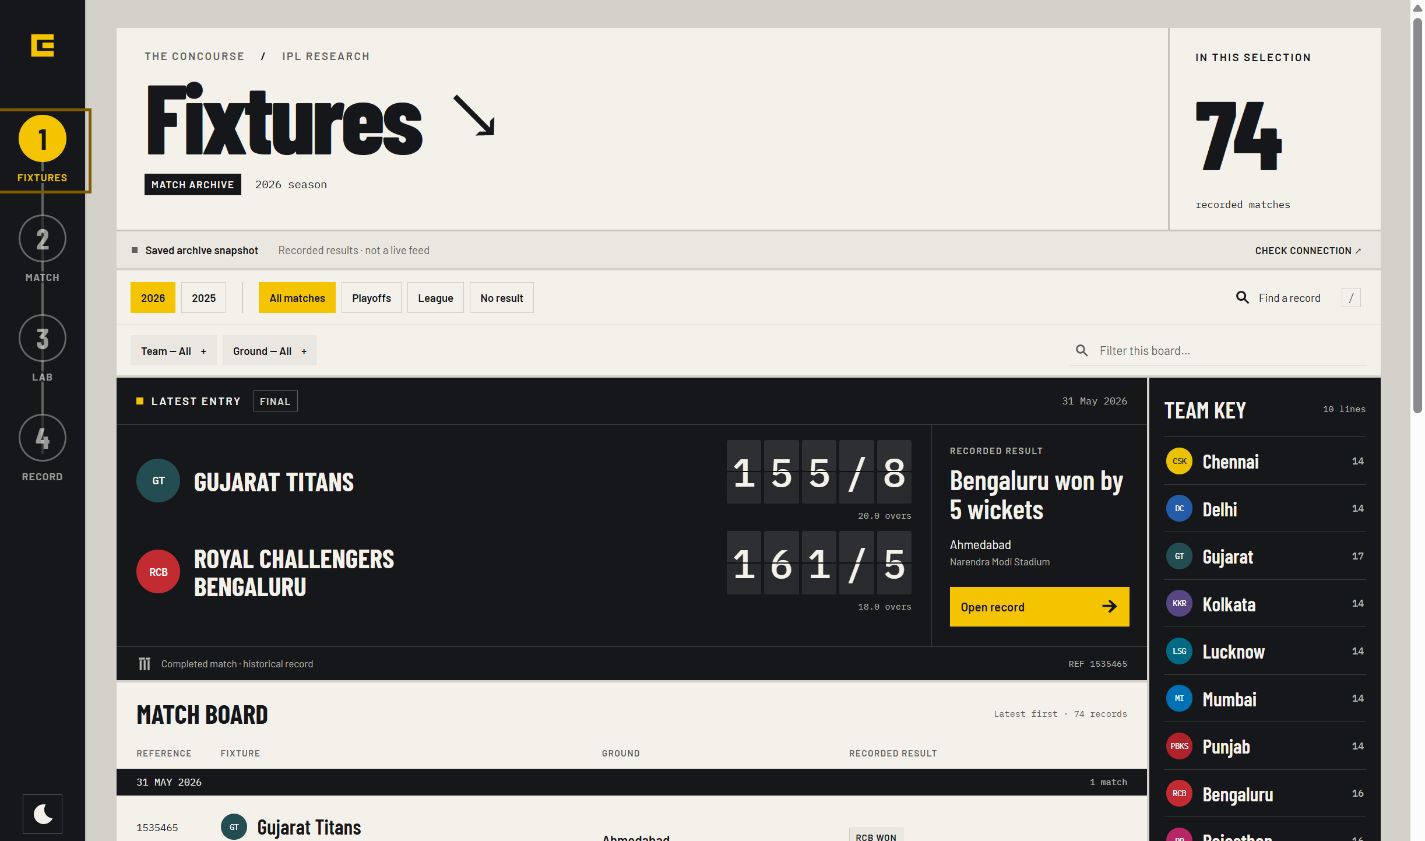 1
FIXTURES
2
MATCH
3
LAB
4
RECORD
THE CONCOURSE / IPL RESEARCH
Fixtures ↘
MATCH ARCHIVE 2026 season
IN THIS SELECTION
74
recorded matches
Saved archive snapshot Recorded results · not a live feed
CHECK CONNECTION ↗
2026 2025 All matches Playoffs League No result
Find a record /
Team — All + Ground — All +
Filter this board...
LATEST ENTRY FINAL 31 May 2026
GT GUJARAT TITANS
155/8
20.0 overs
RCB ROYAL CHALLENGERS
BENGALURU
161/5
18.0 overs
RECORDED RESULT
Bengaluru won by
5 wickets
Ahmedabad
Narendra Modi Stadium
Open record →
Completed match · historical record REF 1535465
TEAM KEY 10 lines
CSK Chennai 14
DC Delhi 14
GT Gujarat 17
KKR Kolkata 14
LSG Lucknow 14
MI Mumbai 14
PBKS Punjab 14
RCB Bengaluru 16
MATCH BOARD
Latest first · 74 records
REFERENCE FIXTURE GROUND RECORDED RESULT
31 MAY 2026 1 match
1535465 GT Gujarat Titans
Ahmedabad
RCB WON